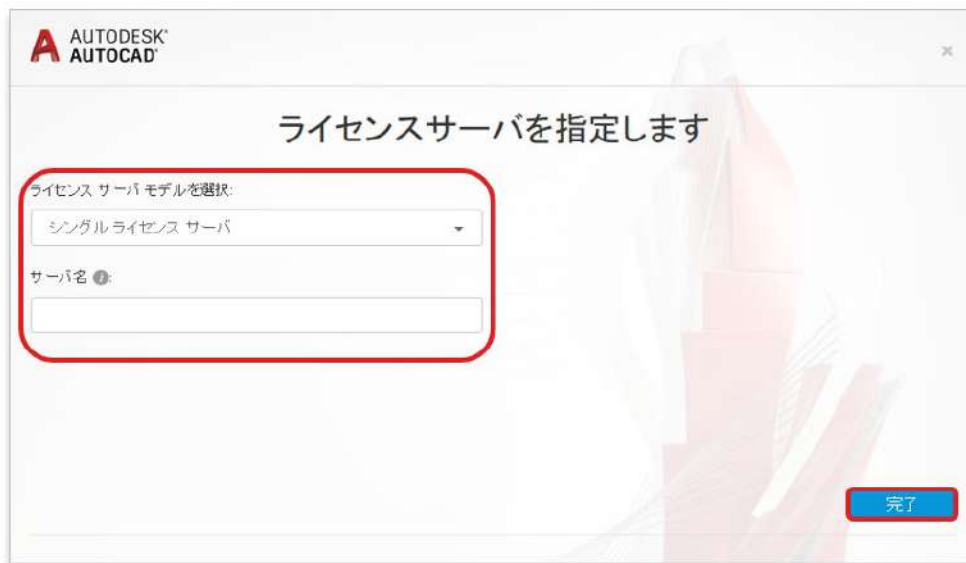 AUTODESK®
AUTOCAD®
ライセンスサーバを指定します
ライセンス サーバ モデルを選択:
シングル ライセンス サーバ
サーバ名 i:
完了